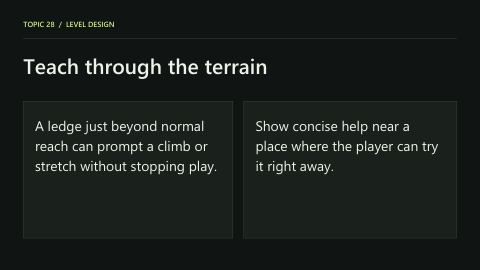 TOPIC 28 / LEVEL DESIGN
Teach through the terrain
A ledge just beyond normal
reach can prompt a climb or
stretch without stopping play.
Show concise help near a
place where the player can try
it right away.